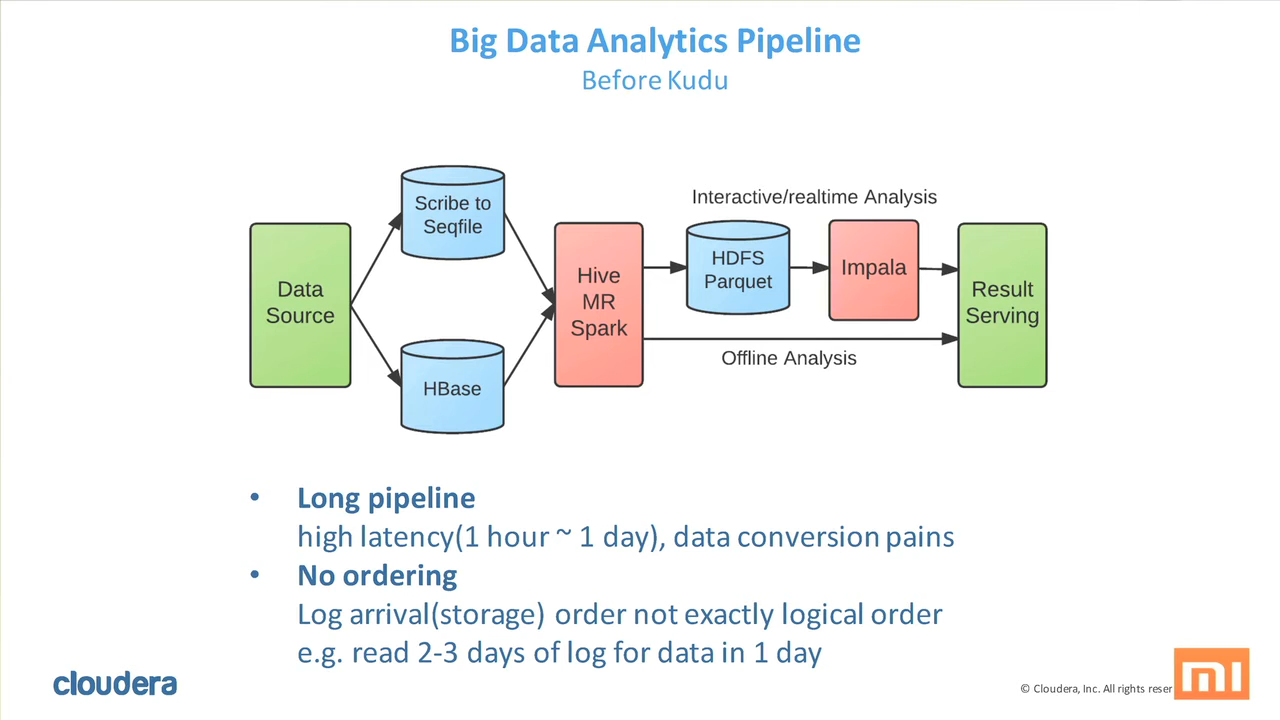 Big Data Analytics Pipeline
Before Kudu
Data
Source
Scribe to
Seqfile
HBase
Hive
MR
Spark
Interactive/realtime Analysis
HDFS
Parquet
Impala
Offline Analysis
Result
Serving
• Long pipeline
high latency(1 hour ~ 1 day), data conversion pains
• No ordering
Log arrival(storage) order not exactly logical order
e.g. read 2-3 days of log for data in 1 day
cloudera
© Cloudera, Inc. All rights reser
MI